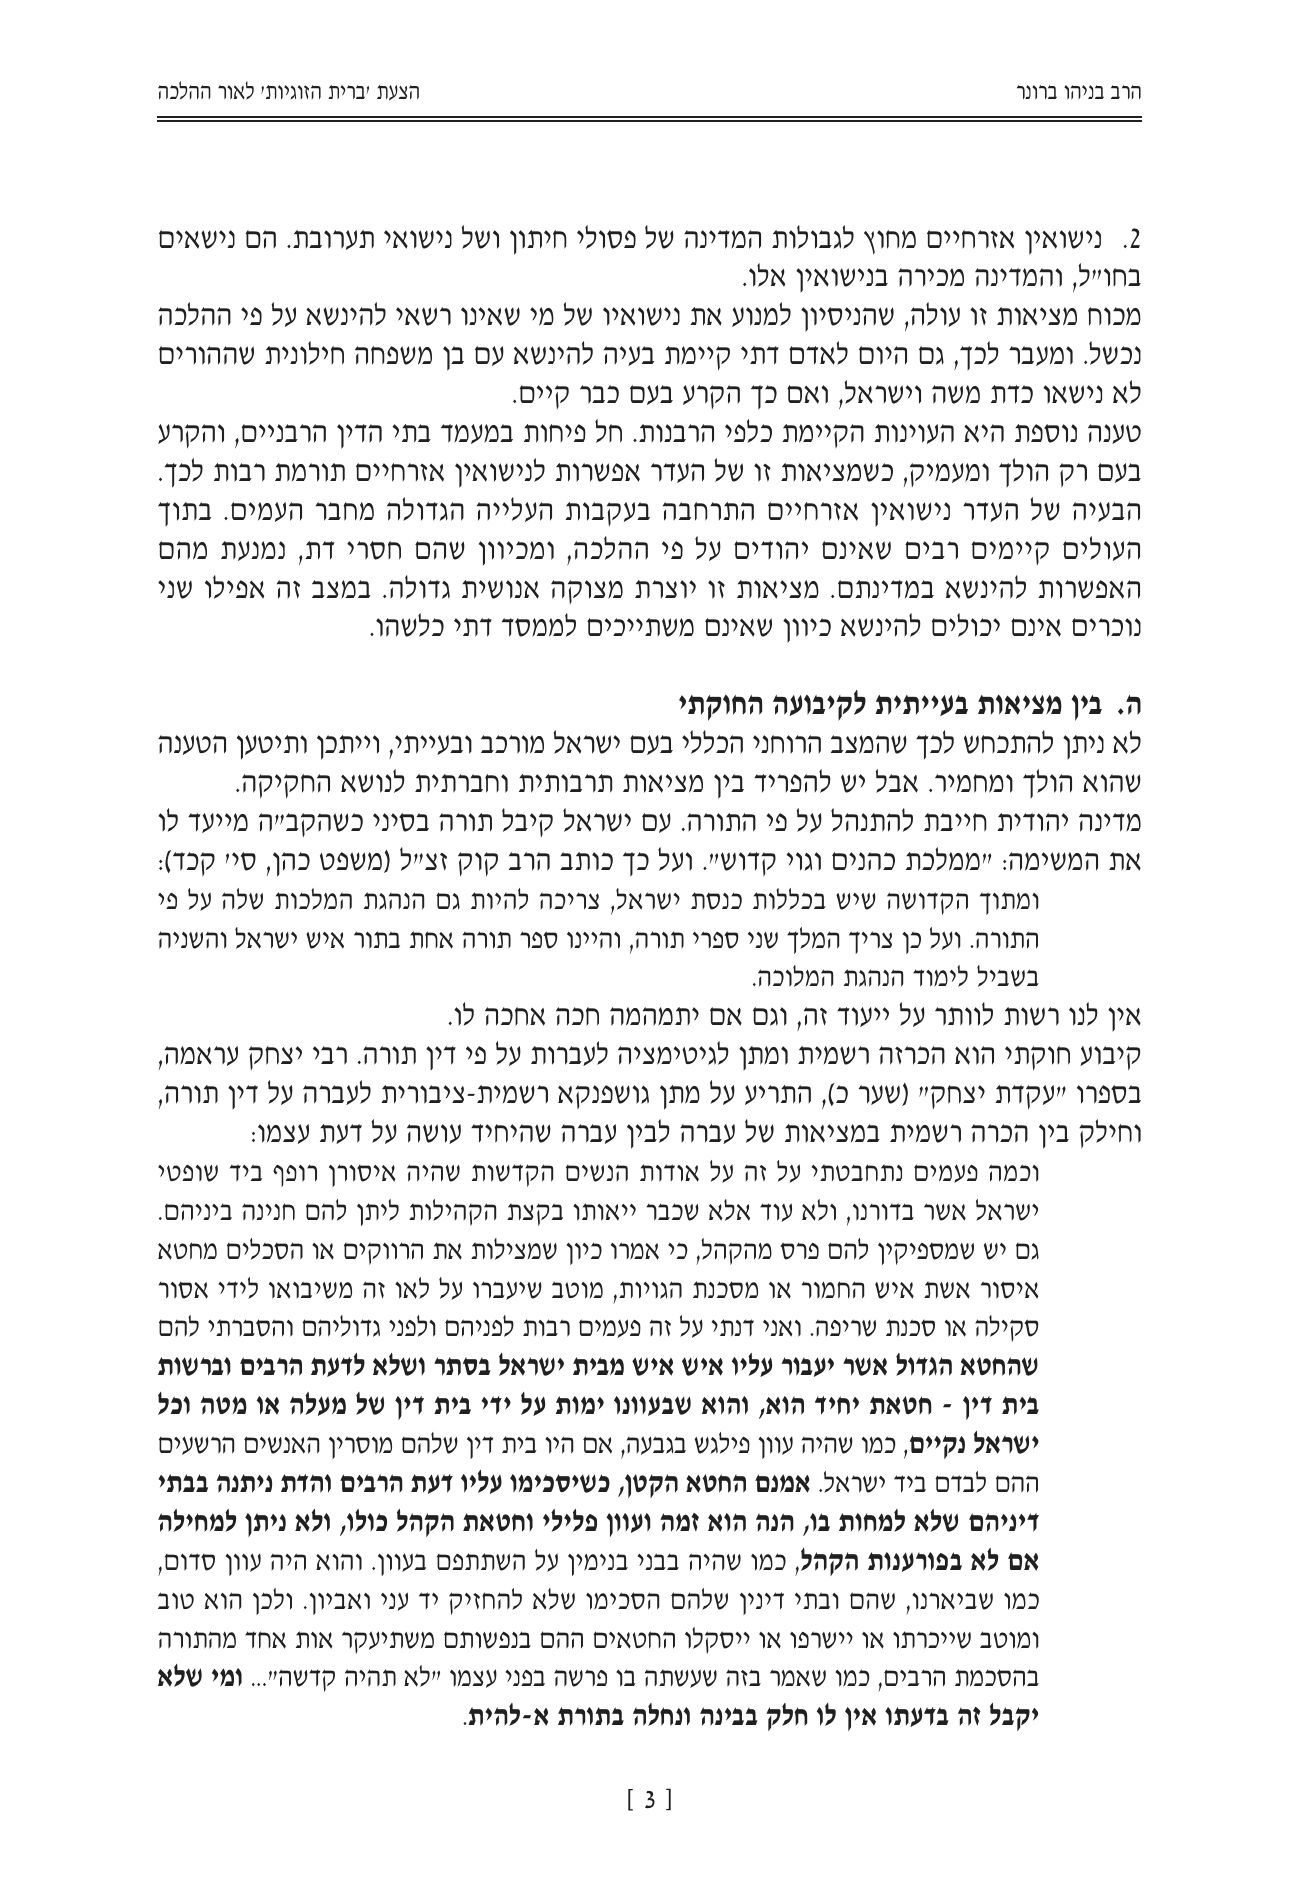 הרב בניהו ברונר
הצעת 'ברית הזוגיות' לאור ההלכה
2. נישואין אזרחיים מחוץ לגבולות המדינה של פסולי חיתון ושל נישואי תערובת. הם נישאים
בחו"ל, והמדינה מכירה בנישואין אלו.
מכוח מציאות זו עולה, שהניסיון למנוע את נישואיו של מי שאינו רשאי להינשא על פי ההלכה
נכשל. ומעבר לכך, גם היום לאדם דתי קיימת בעיה להינשא עם בן משפחה חילונית שההורים
לא נישאו כדת משה וישראל, ואם כך הקרע בעם כבר קיים.
טענה נוספת היא העוינות הקיימת כלפי הרבנות. חל פיחות במעמד בתי הדין הרבניים, והקרע
בעם רק הולך ומעמיק, כשמציאות זו של העדר אפשרות לנישואין אזרחיים תורמת רבות לכך.
הבעיה של העדר נישואין אזרחיים התרחבה בעקבות העלייה הגדולה מחבר העמים. בתוך
העולים קיימים רבים שאינם יהודים על פי ההלכה, ומכיוון שהם חסרי דת, נמנעת מהם
האפשרות להינשא במדינתם. מציאות זו יוצרת מצוקה אנושית גדולה. במצב זה אפילו שני
נוכרים אינם יכולים להינשא כיוון שאינם משתייכים לממסד דתי כלשהו.
ה. בין מציאות בעייתית לקיבועה החוקתי
לא ניתן להתכחש לכך שהמצב הרוחני הכללי בעם ישראל מורכב ובעייתי, וייתכן ותיטען הטענה
שהוא הולך ומחמיר. אבל יש להפריד בין מציאות תרבותית וחברתית לנושא החקיקה.
מדינה יהודית חייבת להתנהל על פי התורה. עם ישראל קיבל תורה בסיני כשהקב"ה מייעד לו
את המשימה: "ממלכת כהנים וגוי קדוש". ועל כך כותב הרב קוק זצ"ל (משפט כהן, סי' קכד):
ומתוך הקדושה שיש בכללות כנסת ישראל, צריכה להיות גם הנהגת המלכות שלה על פי
התורה. ועל כן צריך המלך שני ספרי תורה, והיינו ספר תורה אחת בתור איש ישראל והשניה
בשביל לימוד הנהגת המלוכה.
אין לנו רשות לוותר על ייעוד זה, וגם אם יתמהמה חכה אחכה לו.
קיבוע חוקתי הוא הכרזה רשמית ומתן לגיטימציה לעברות על פי דין תורה. רבי יצחק עראמה,
בספרו "עקדת יצחק" (שער כ), התריע על מתן גושפנקא רשמית-ציבורית לעברה על דין תורה,
וחילק בין הכרה רשמית במציאות של עברה לבין עברה שהיחיד עושה על דעת עצמו:
וכמה פעמים נתחבטתי על זה על אודות הנשים הקדשות שהיה איסורן רופף ביד שופטי
ישראל אשר בדורנו, ולא עוד אלא שכבר ייאותו בקצת הקהילות ליתן להם חנינה ביניהם.
גם יש שמספיקין להם פרס מהקהל, כי אמרו כיון שמצילות את הרווקים או הסכלים מחטא
איסור אשת איש החמור או מסכנת הגויות, מוטב שיעברו על לאו זה משיבואו לידי אסור
סקילה או סכנת שריפה. ואני דנתי על זה פעמים רבות לפניהם ולפני גדוליהם והסברתי להם
שהחטא הגדול אשר יעבור עליו איש איש מבית ישראל בסתר ושלא לדעת הרבים וברשות
בית דין - חטאת יחיד הוא, והוא שבעוונו ימות על ידי בית דין של מעלה או מטה וכל
ישראל נקיים, כמו שהיה עוון פילגש בגבעה, אם היו בית דין שלהם מוסרין האנשים הרשעים
ההם לבדם ביד ישראל. אמנם החטא הקטן, כשיסכימו עליו דעת הרבים והדת ניתנה בבתי
דיניהם שלא למחות בו, הנה הוא זמה ועוון פלילי וחטאת הקהל כולו, ולא ניתן למחילה
אם לא בפורענות הקהל, כמו שהיה בבני בנימין על השתתפם בעוון. והוא היה עוון סדום,
כמו שביארנו, שהם ובתי דינין שלהם הסכימו שלא להחזיק יד עני ואביון. ולכן הוא טוב
ומוטב שייכרתו או יישרפו או ייסקלו החטאים ההם בנפשותם משתיעקר אות אחד מהתורה
בהסכמת הרבים, כמו שאמר בזה שעשתה בו פרשה בפני עצמו "לא תהיה קדשה"... ומי שלא
יקבל זה בדעתו אין לו חלק בבינה ונחלה בתורת א-להית.
[ 3 ]